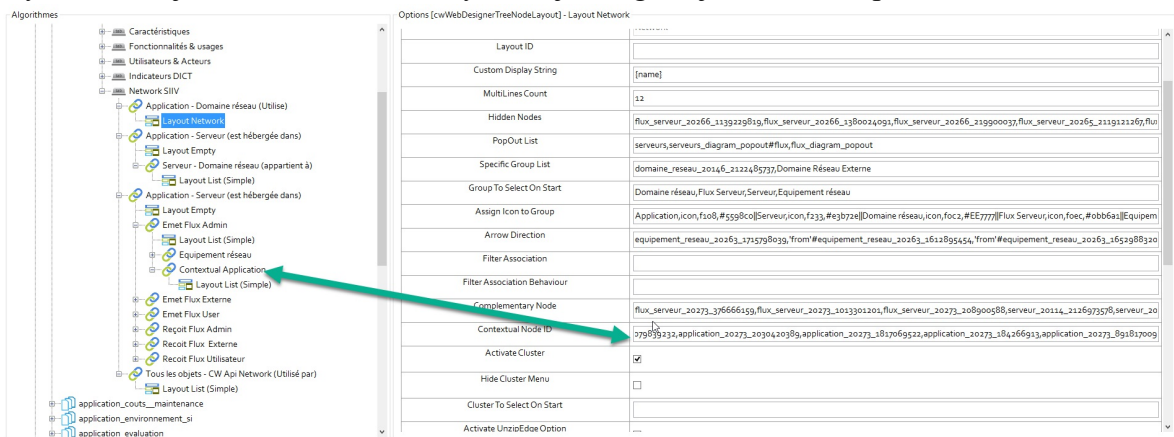 Algorithmes
Caractéristiques
Fonctionnalités & usages
Utilisateurs & Acteurs
Indicateurs DICT
Network SIIV
Application - Domaine réseau (Utilise)
Layout Network
Application - Serveur (est hébergée dans)
Layout Empty
Serveur - Domaine réseau (appartient à)
Layout List (Simple)
Application - Serveur (est hébergée dans)
Layout Empty
Emet Flux Admin
Layout List (Simple)
Equipement réseau
Contextual Application
Layout List (Simple)
Emet Flux Externe
Emet Flux User
Reçoit Flux Admin
Recoit Flux Externe
Recoit Flux Utilisateur
Tous les objets - CW Api Network (Utilisé par)
Layout List (Simple)
application_couts__maintenance
application_environnement_si
application_evaluation
Options [cwWebDesignerTreeNodeLayout] - Layout Network
Layout ID
Custom Display String
[name]
MultiLines Count
12
Hidden Nodes
flux_serveur_20266_1139229819,flux_serveur_20266_1380024091,flux_serveur_20266_219900037,flux_serveur_20265_2119121267,flu
PopOut List
serveurs,serveurs_diagram_popout#flux,flux_diagram_popout
Specific Group List
domaine_reseau_20146_2122485737,Domaine Réseau Externe
Group To Select On Start
Domaine réseau,Flux Serveur,Serveur,Equipement réseau
Assign Icon to Group
Application,icon,f108,#5598c0||Serveur,icon,f233,#e3b72e||Domaine réseau,icon,f0c2,#EE7777||Flux Serveur,icon,f0ec,#0bb6a1||Equipem
Arrow Direction
equipement_reseau_20263_1715798039,'from'#equipement_reseau_20263_1612895454,'from'#equipement_reseau_20263_1652988320
Filter Association
Filter Association Behaviour
Complementary Node
flux_serveur_20273_376666159,flux_serveur_20273_1013301201,flux_serveur_20273_208900588,serveur_20114_2126973578,serveur_20
Contextual Node ID
079839232,application_20273_2030420389,application_20273_1817069522,application_20273_184266913,application_20273_891817009
Activate Cluster
Hide Cluster Menu
Cluster To Select On Start
Activate UnzipEdge Option